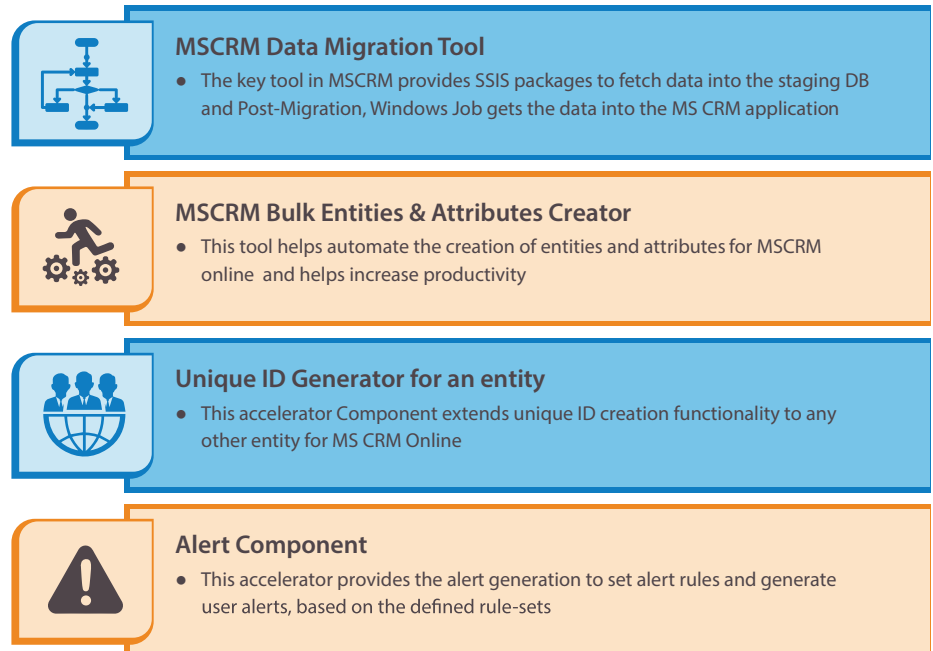 MSCRM Data Migration Tool
● The key tool in MSCRM provides SSIS packages to fetch data into the staging DB
and Post-Migration, Windows Job gets the data into the MS CRM application
MSCRM Bulk Entities & Attributes Creator
● This tool helps automate the creation of entities and attributes for MSCRM
online and helps increase productivity
Unique ID Generator for an entity
● This accelerator Component extends unique ID creation functionality to any
other entity for MS CRM Online
Alert Component
● This accelerator provides the alert generation to set alert rules and generate
user alerts, based on the defined rule-sets